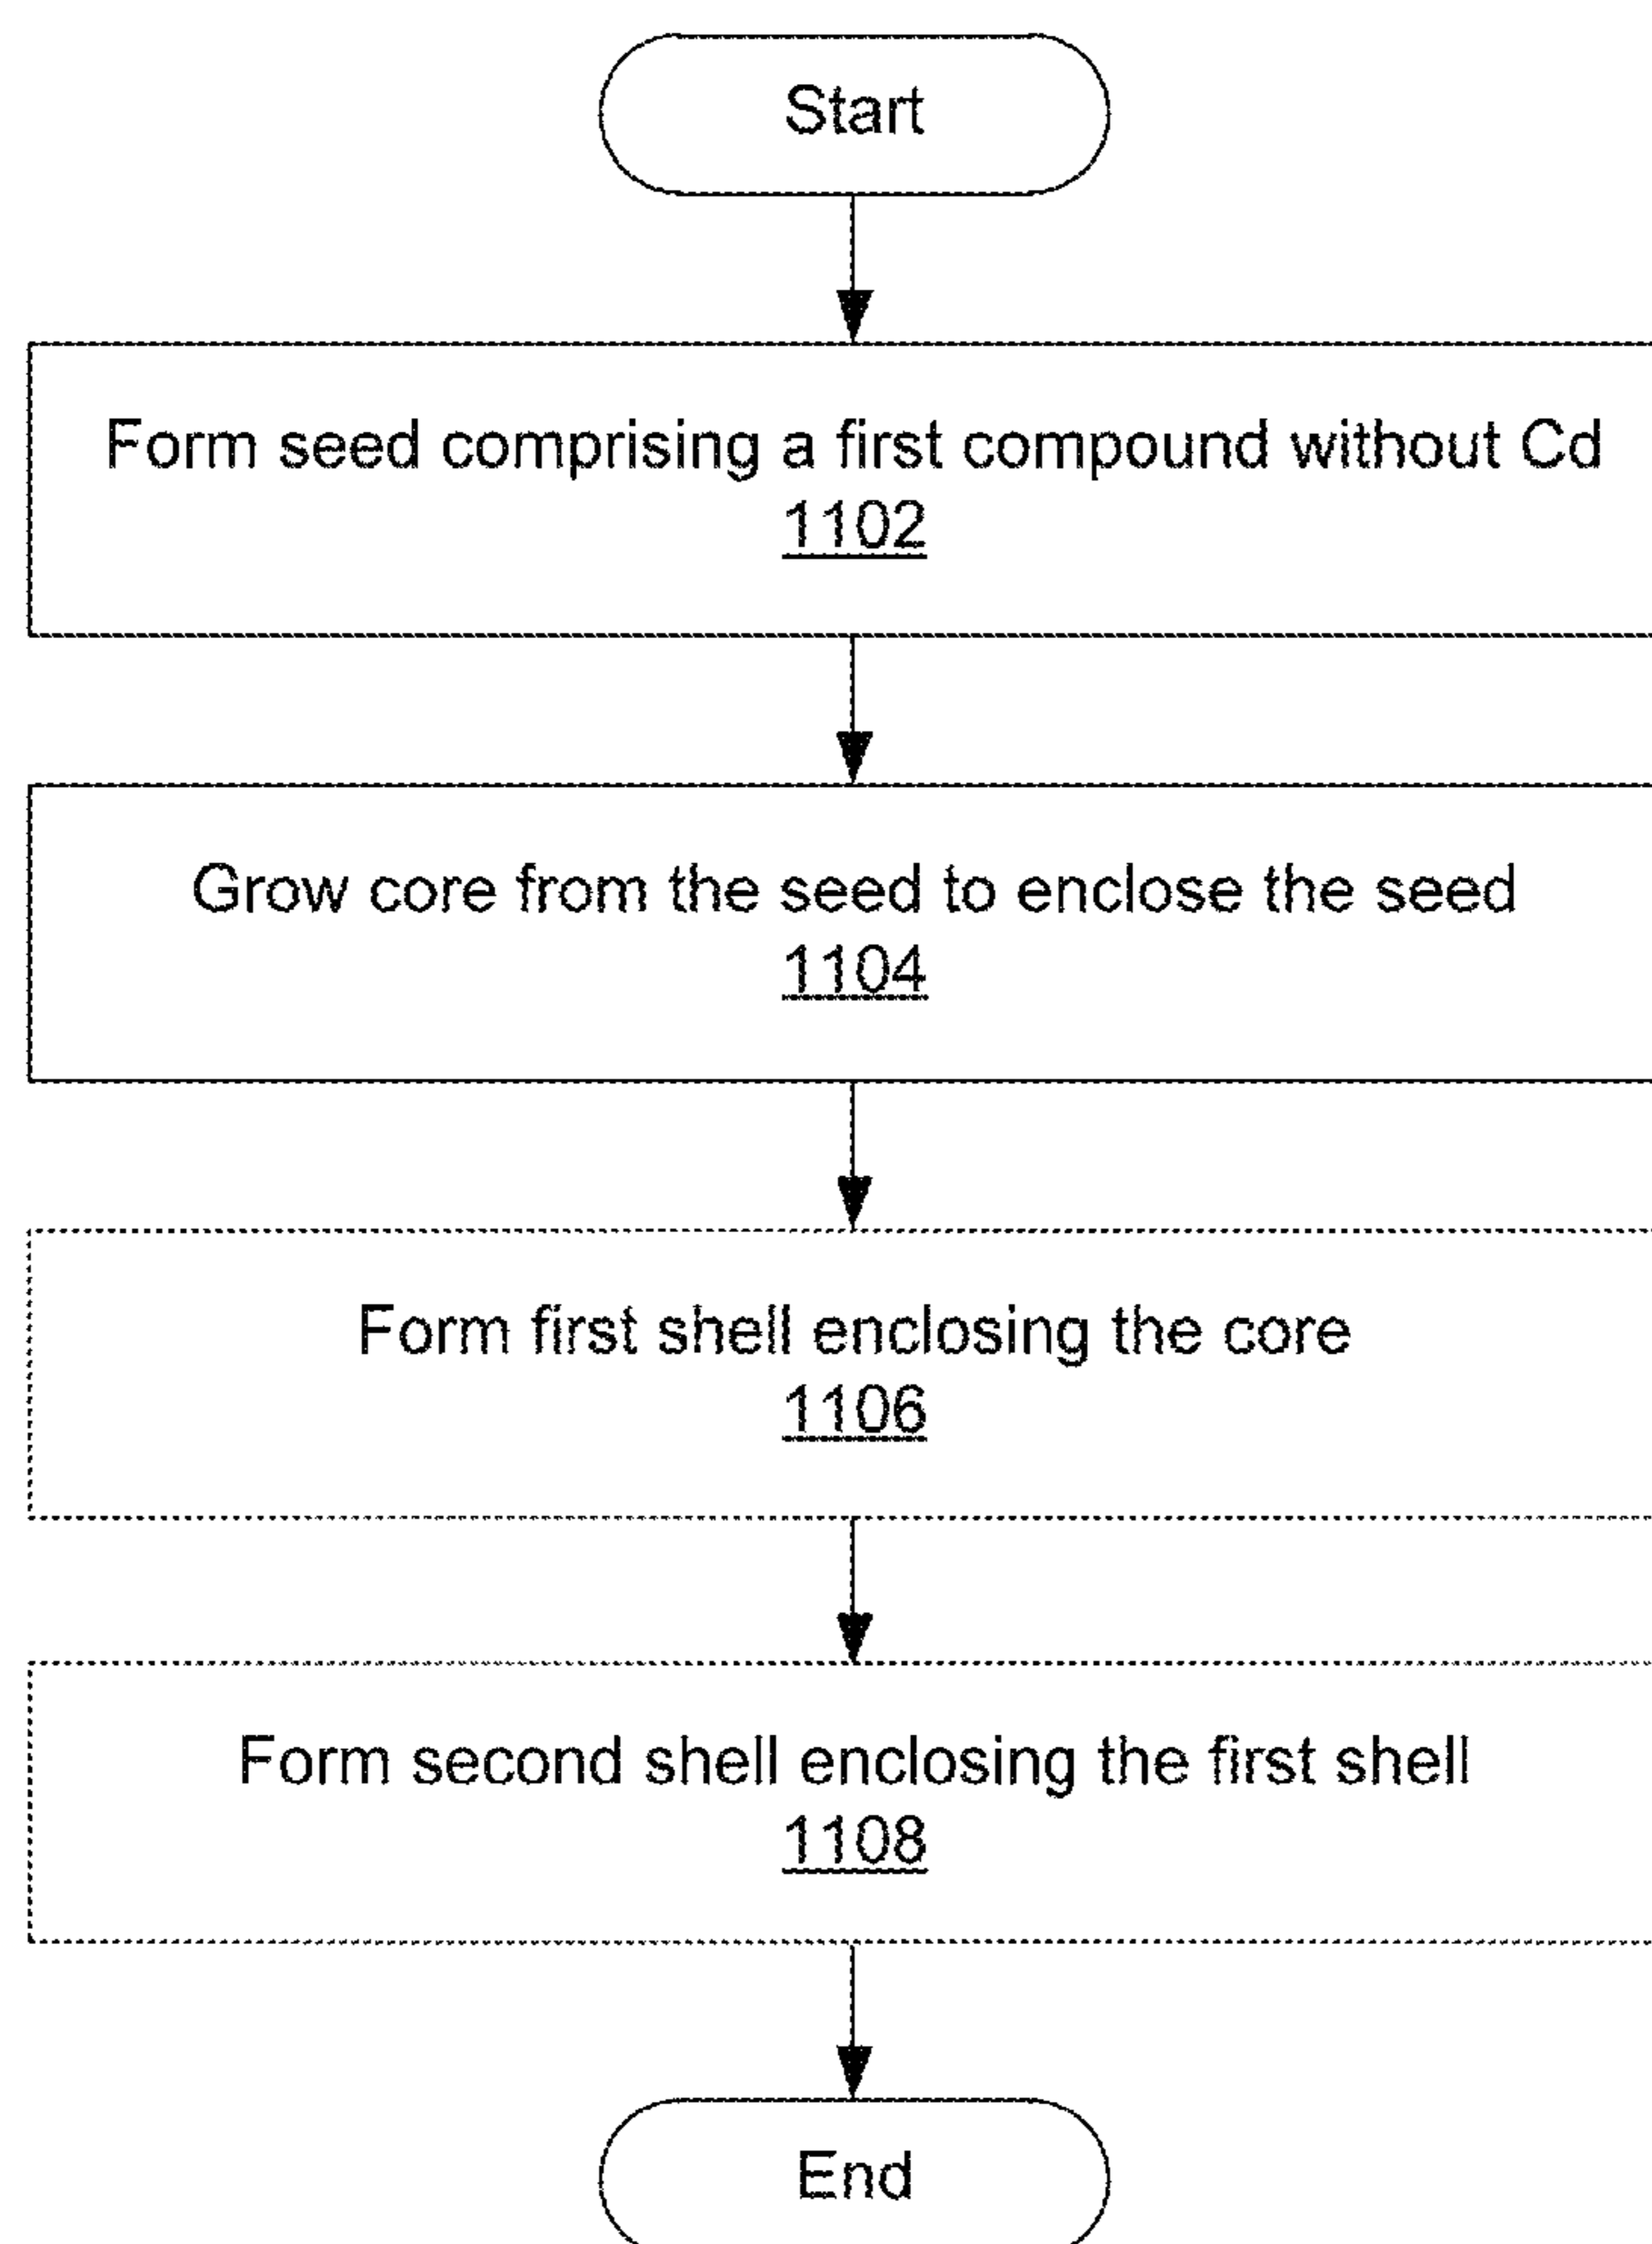 Start
Form seed comprising a first compound without Cd
1102
Grow core from the seed to enclose the seed
1104
Form first shell enclosing the core
1106
Form second shell enclosing the first shell
1108
End